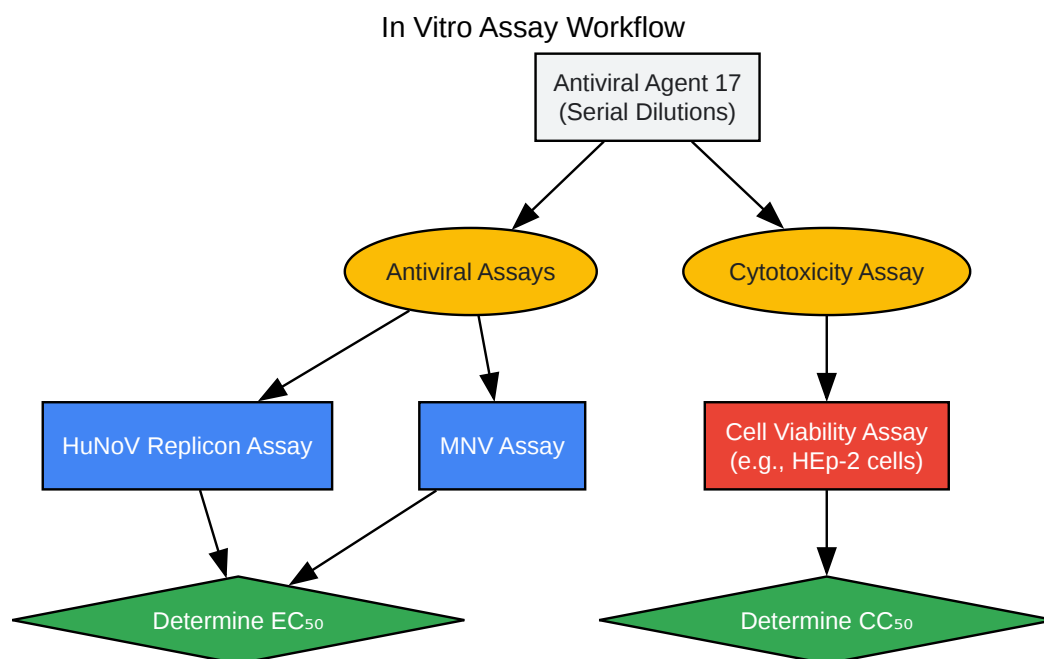 In Vitro Assay Workflow
Antiviral Agent 17
(Serial Dilutions)
Antiviral Assays
Cytotoxicity Assay
HuNoV Replicon Assay
MNV Assay
Cell Viability Assay
(e.g., HEp-2 cells)
Determine EC₅₀
Determine CC₅₀